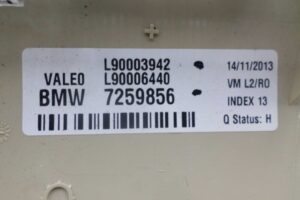 L90003942 14/11/2013
VALEO L90006440 VM L2/RO
BMW 7259856 INDEX 13
Q Status: H